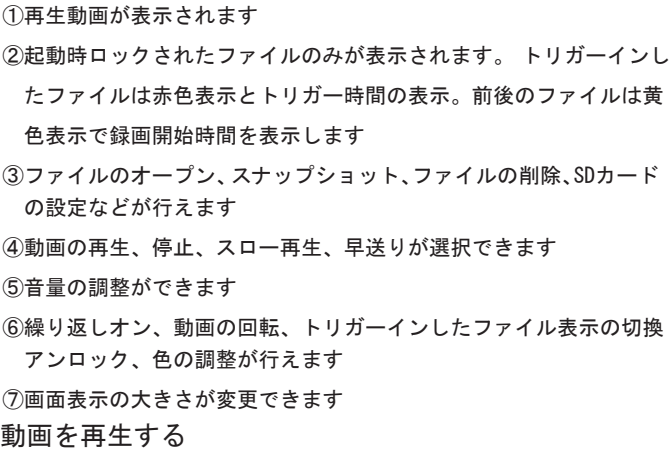 ①再生動画が表示されます
②起動時ロックされたファイルのみが表示されます。 トリガーインし
たファイルは赤色表示とトリガー時間の表示。前後のファイルは黄
色表示で録画開始時間を表示します
③ファイルのオープン、スナップショット、ファイルの削除、SDカード
の設定などが行えます
④動画の再生、停止、スロー再生、早送りが選択できます
⑤音量の調整ができます
⑥繰り返しオン、動画の回転、トリガーインしたファイル表示の切換
アンロック、色の調整が行えます
⑦画面表示の大きさが変更できます
動画を再生する